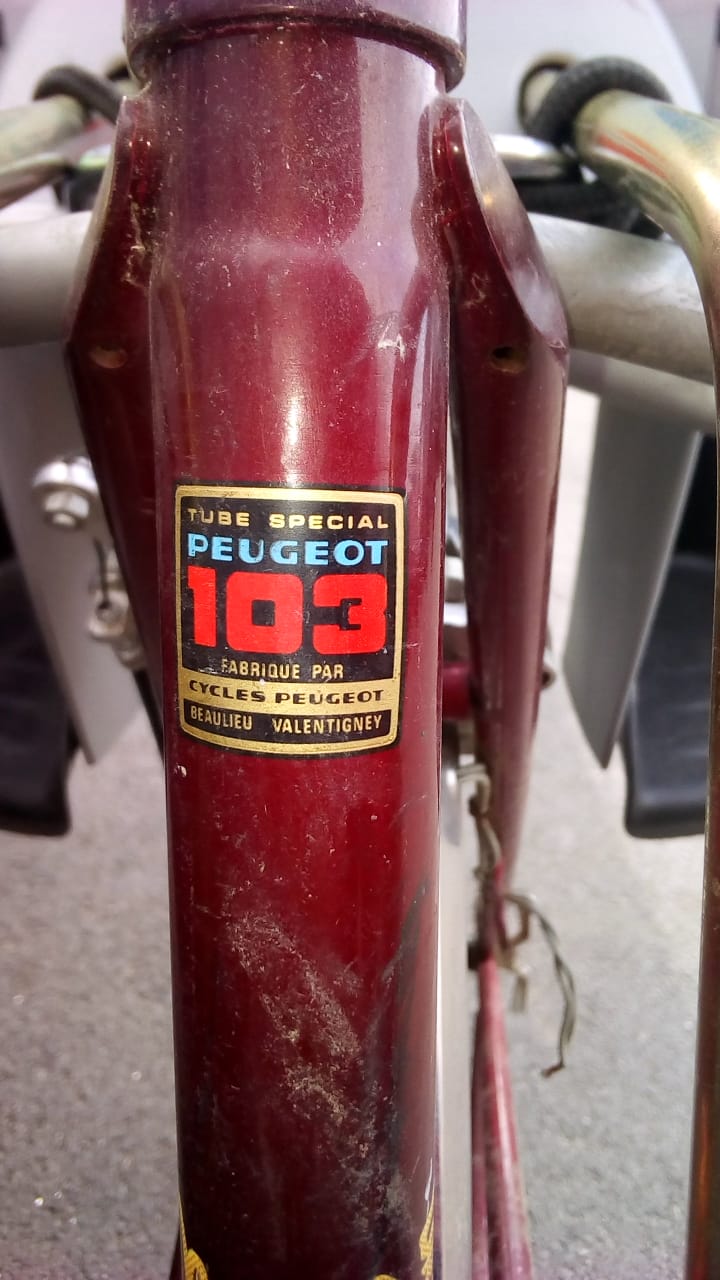 TUBE SPECIAL
PEUGEOT
103
FABRIQUE PAR
CYCLES PEUGEOT
BEAULIEU VALENTIGNEY